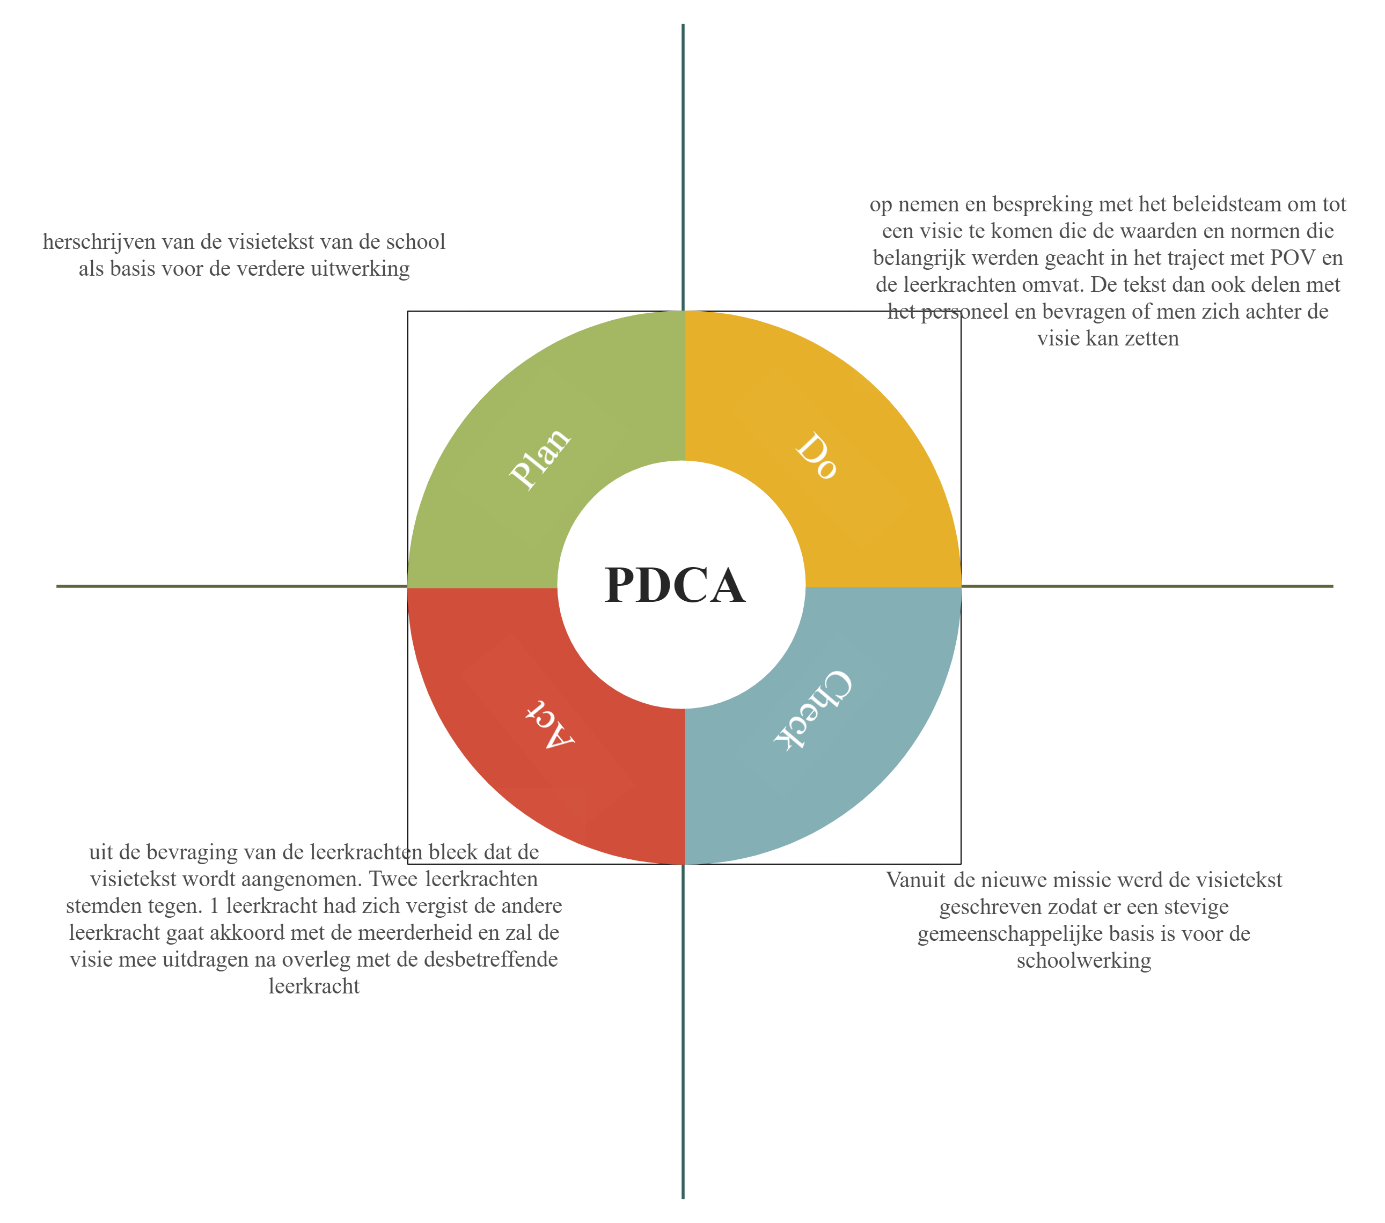 herschrijven van de visietekst van de school
als basis voor de verdere uitwerking
op nemen en bespreking met het beleidsteam om tot
een visie te komen die de waarden en normen die
belangrijk werden geacht in het traject met POV en
de leerkrachten omvat. De tekst dan ook delen met
het personeel en bevragen of men zich achter de
visie kan zetten
Plan
Do
PDCA
Act
Check
uit de bevraging van de leerkrachten bleek dat de
visietekst wordt aangenomen. Twee leerkrachten
stemden tegen. 1 leerkracht had zich vergist de andere
leerkracht gaat akkoord met de meerderheid en zal de
visie mee uitdragen na overleg met de desbetreffende
leerkracht
Vanuit de nieuwe missie werd de visietekst
geschreven zodat er een stevige
gemeenschappelijke basis is voor de
schoolwerking